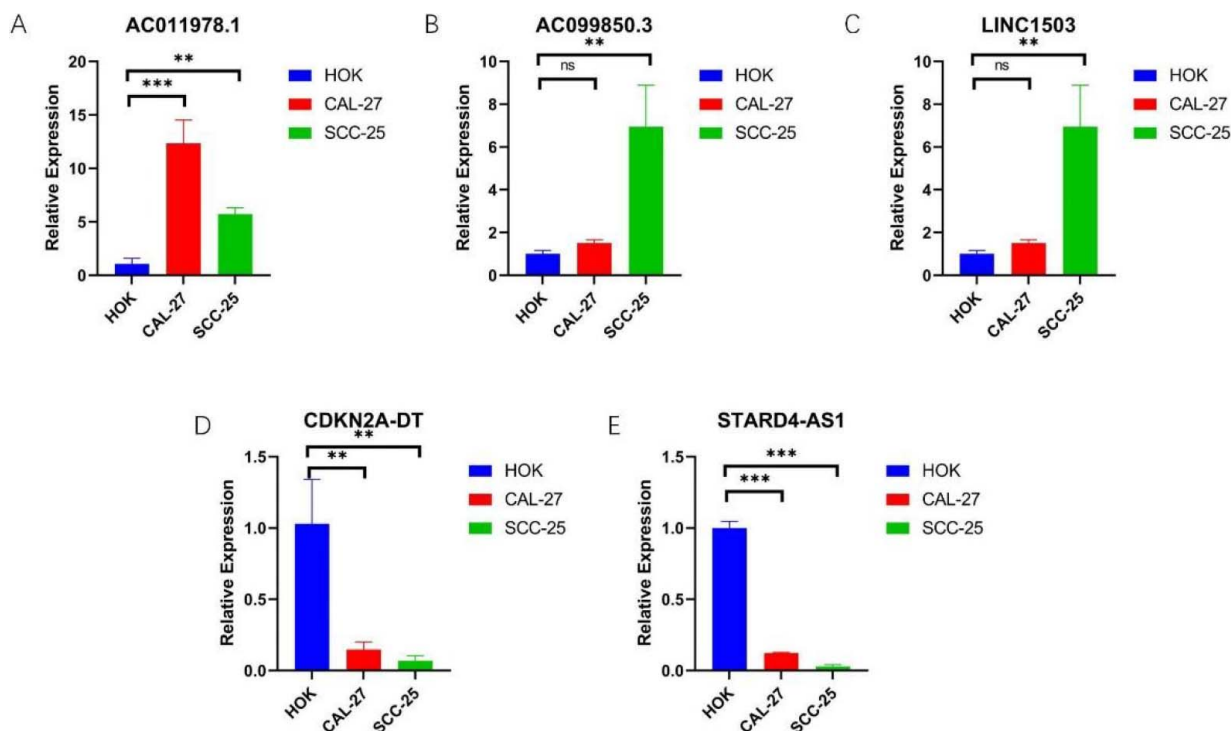 A
AC011978.1
**
***
Relative Expression
20
15
10
5
0
HOK
CAL-27
SCC-25
HOK
CAL-27
SCC-25
B
AC099850.3
**
ns
Relative Expression
10
8
6
4
2
0
HOK
CAL-27
SCC-25
HOK
CAL-27
SCC-25
C
LINC1503
**
ns
Relative Expression
10
8
6
4
2
0
HOK
CAL-27
SCC-25
HOK
CAL-27
SCC-25
D
CDKN2A-DT
**
**
Relative Expression
1.5
1.0
0.5
0.0
HOK
CAL-27
SCC-25
HOK
CAL-27
SCC-25
E
STARD4-AS1
***
***
Relative Expression
1.5
1.0
0.5
0.0
HOK
CAL-27
SCC-25
HOK
CAL-27
SCC-25